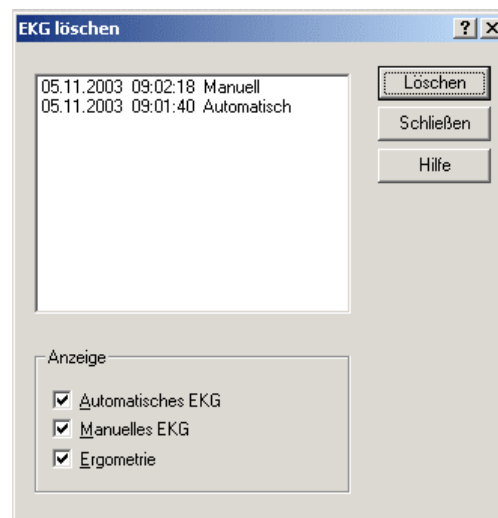 EKG löschen
05.11.2003 09:02:18 Manuell
05.11.2003 09:01:40 Automatisch
Löschen
Schließen
Hilfe
Anzeige
Automatisches EKG
Manuelles EKG
Ergometrie